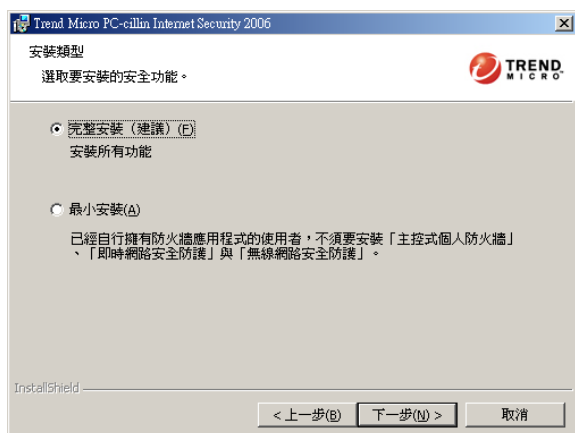 Trend Micro PC-cillin Internet Security 2006
安裝類型
選取要安裝的安全功能。
TREND
MICRO
完整安裝（建議）(F)
安裝所有功能
最小安裝(A)
已經自行擁有防火牆應用程式的使用者，不須要安裝「主控式個人防火牆」
、「即時網路安全防護」與「無線網路安全防護」。
InstallShield
< 上一步(B) 下一步(N) > 取消